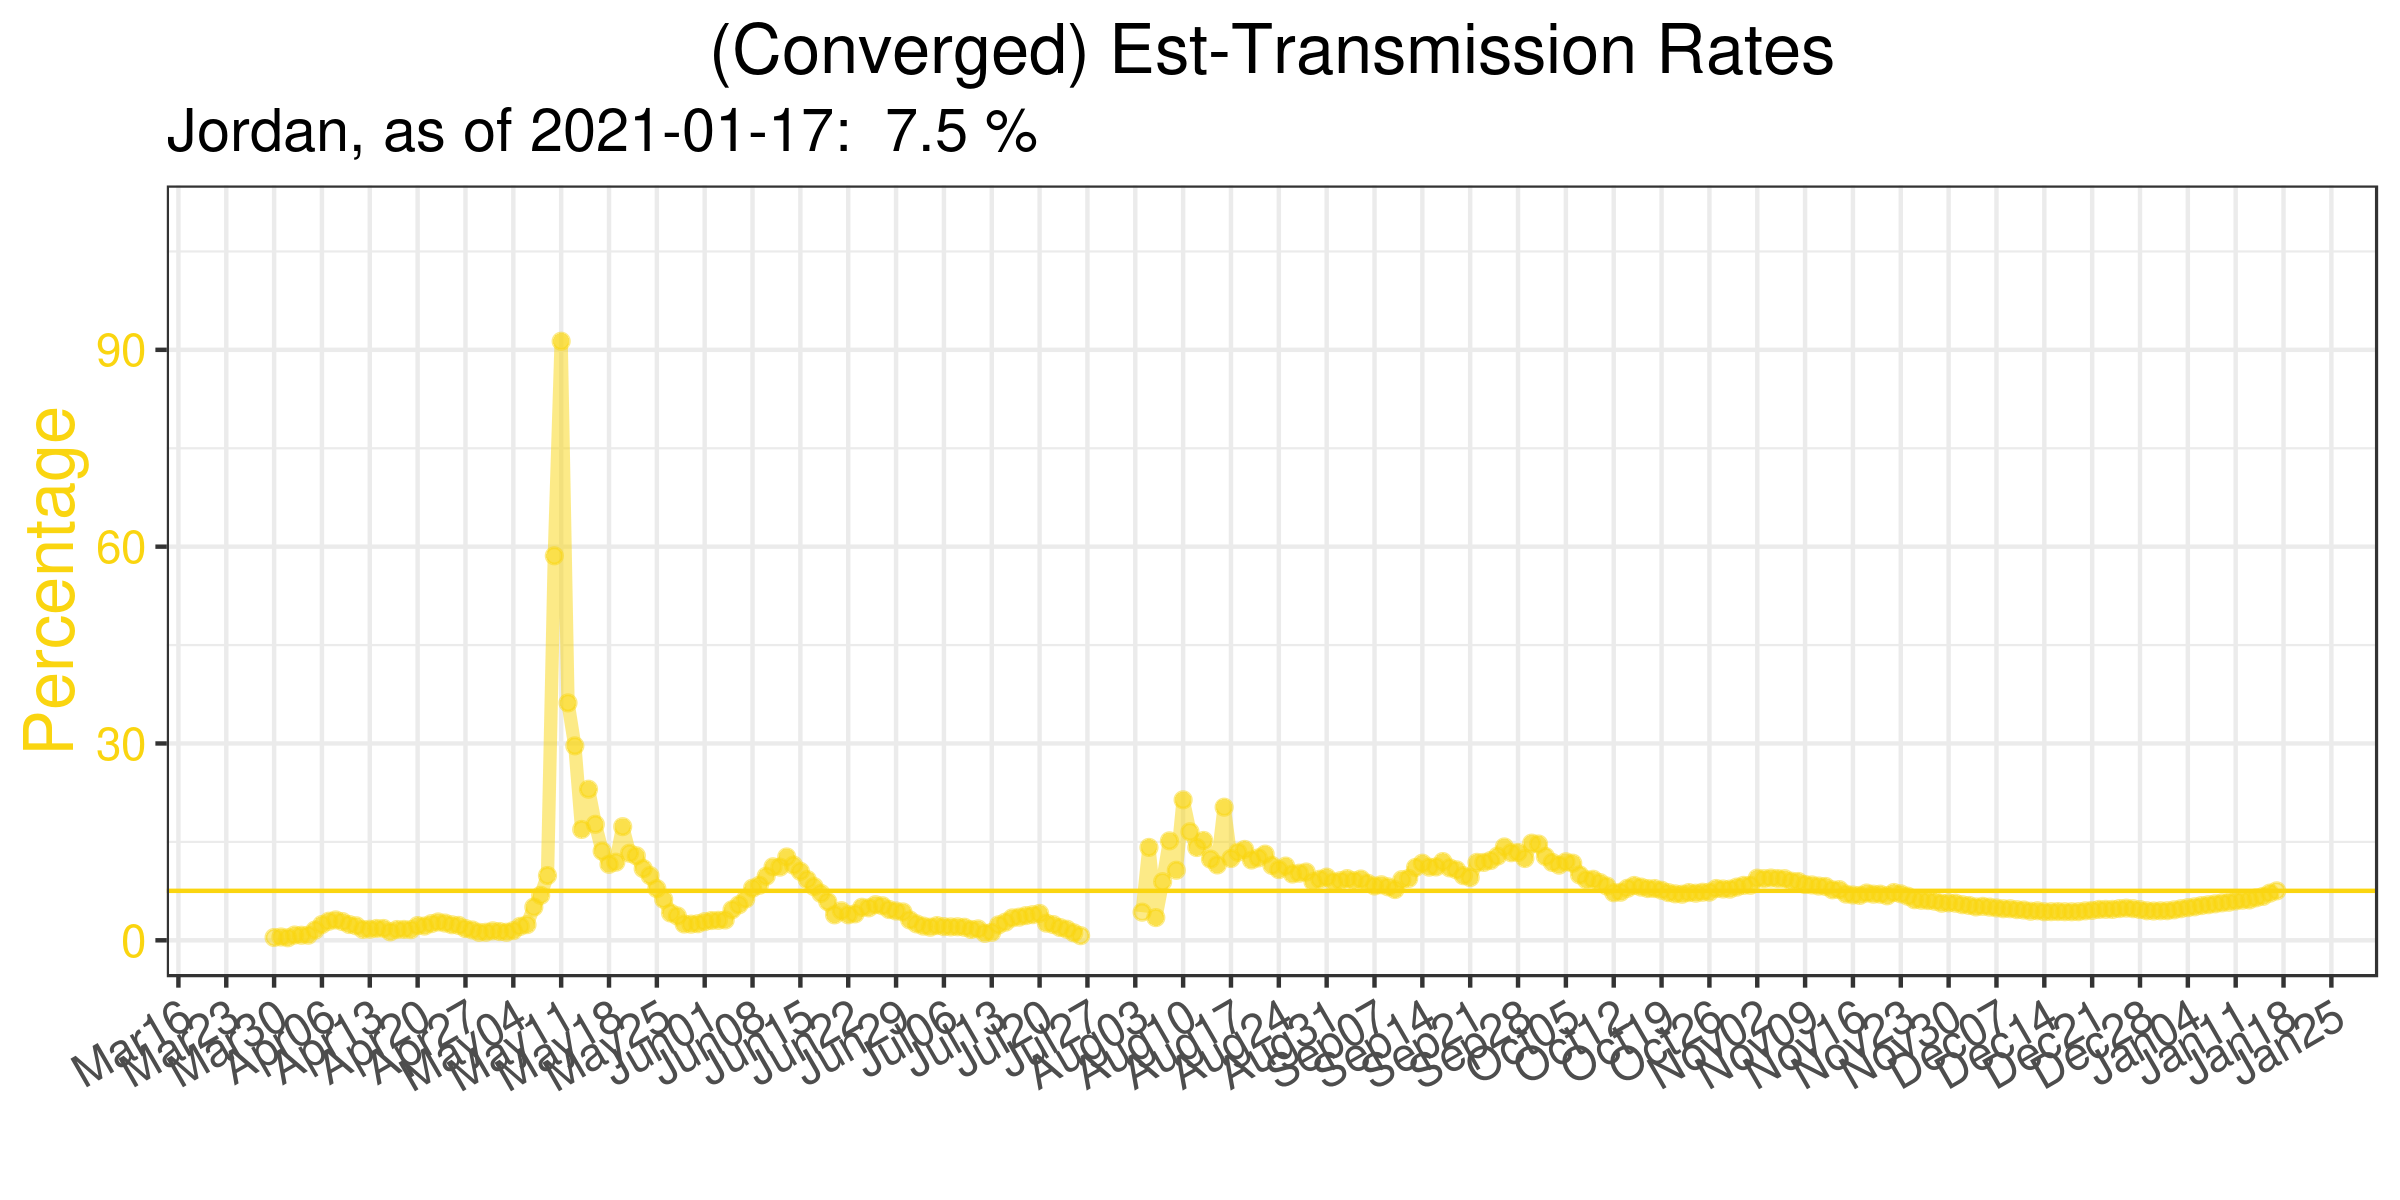 (Converged) Est-Transmission Rates
Jordan, as of 2021-01-17:  7.5 %
Percentage
90
60
30
0
Mar16
Mar23
Mar30
Apr06
Apr13
Apr20
Apr27
May04
May11
May18
May25
Jun01
Jun08
Jun15
Jun22
Jun29
Jul06
Jul13
Jul20
Jul27
Aug03
Aug10
Aug17
Aug24
Aug31
Sep07
Sep14
Sep21
Sep28
Oct05
Oct12
Oct19
Oct26
Nov02
Nov09
Nov16
Nov23
Nov30
Dec07
Dec14
Dec21
Dec28
Jan04
Jan11
Jan18
Jan25